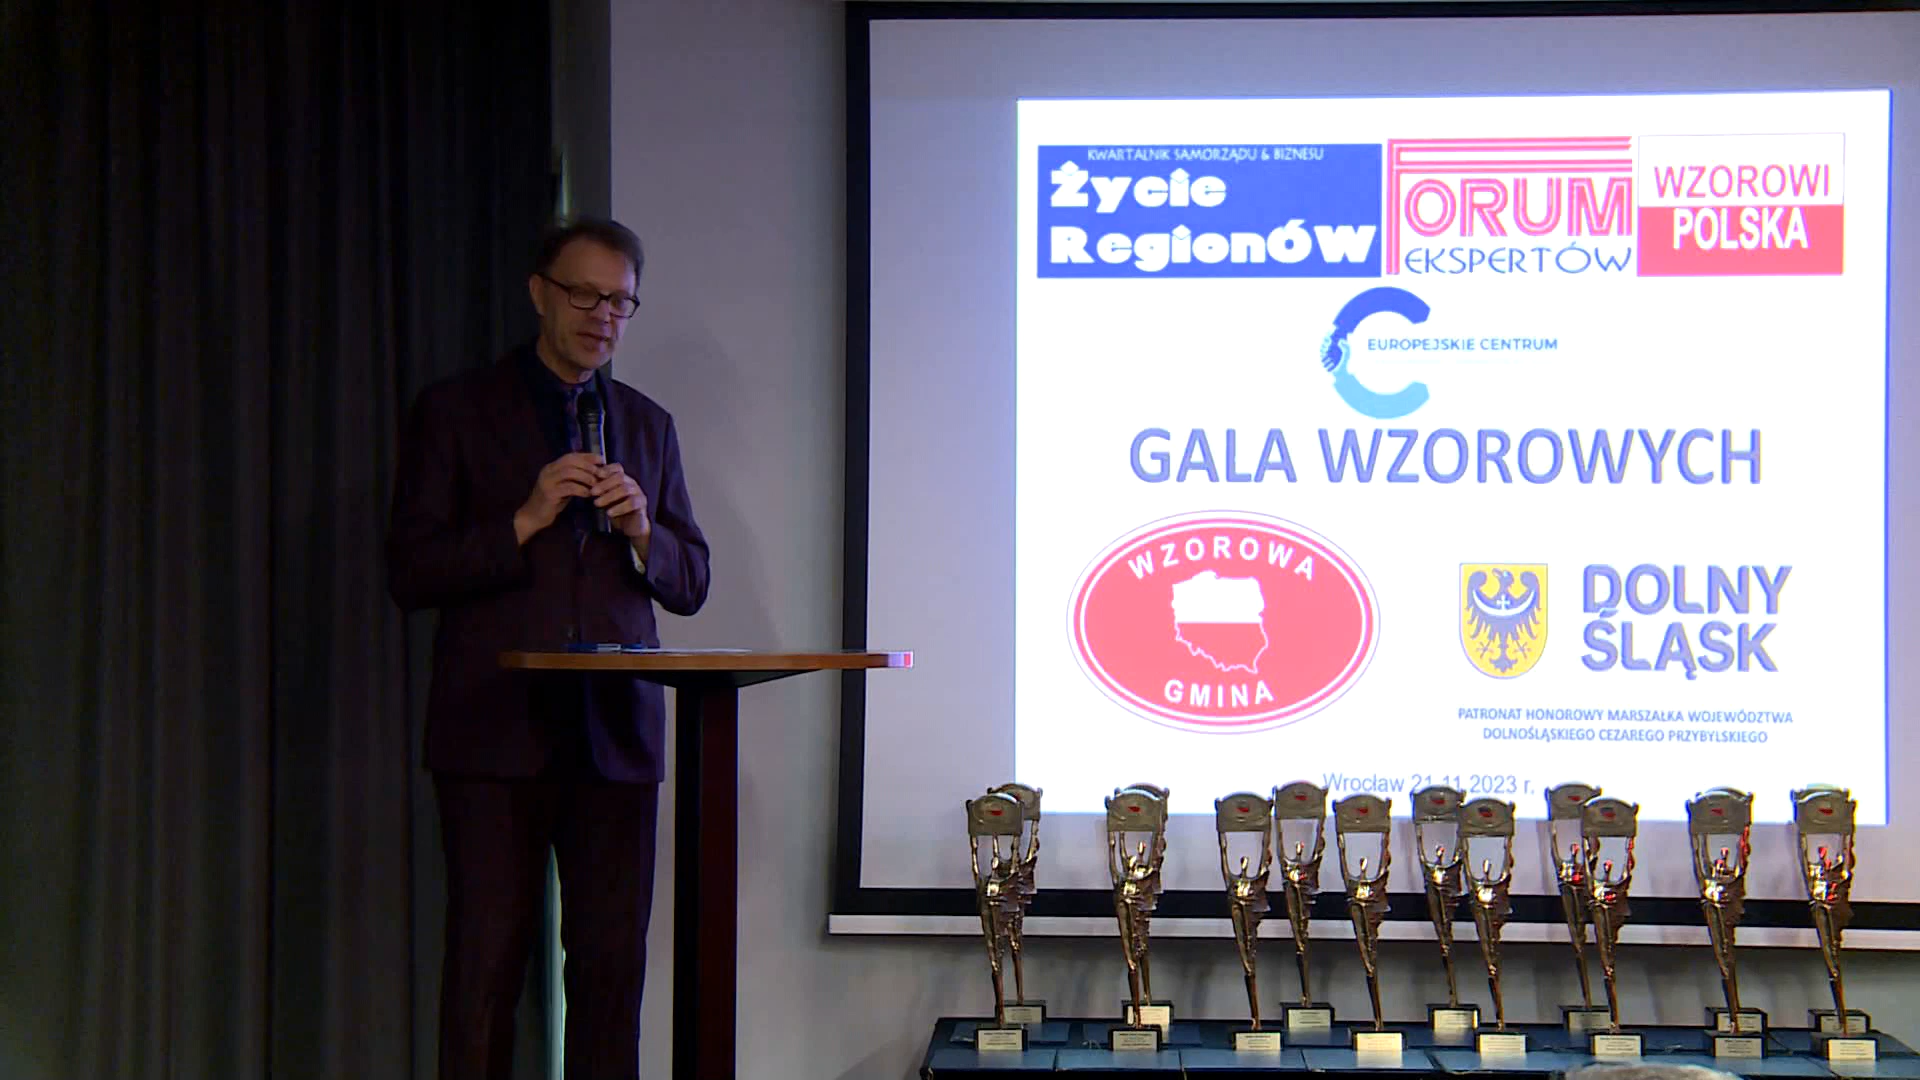 KWARTALNIK SAMORZĄDU & BIZNESU
Życie
Regionów
FORUM
EKSPERTÓW
WZOROWI
POLSKA
EUROPEJSKIE CENTRUM
GALA WZOROWYCH
WZOROWA
GMINA
DOLNY
ŚLĄSK
PATRONAT HONOROWY MARSZAŁKA WOJEWÓDZTWA
DOLNOŚLĄSKIEGO CEZAREGO PRZYBYLSKIEGO
Wrocław 21.11.2023 r.